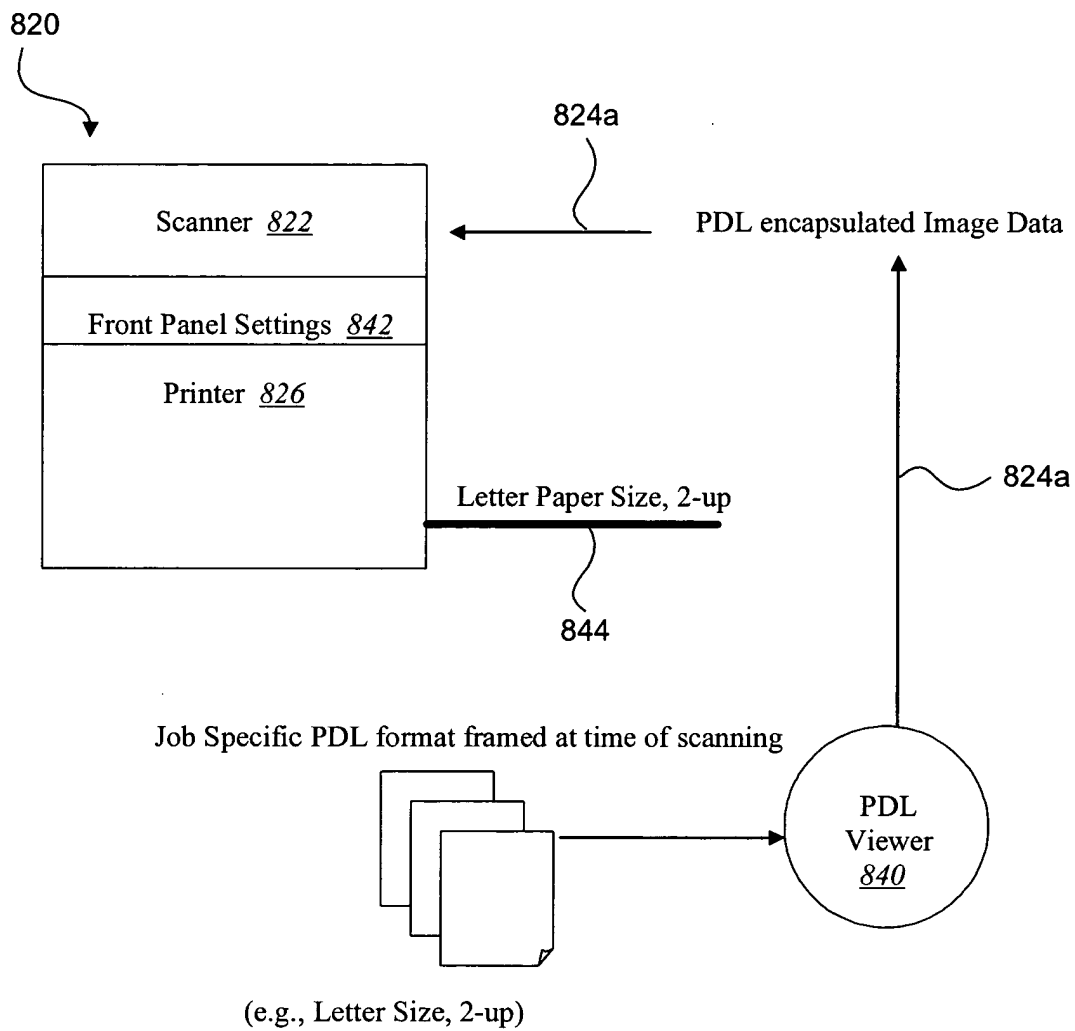 820
824a
Scanner 822
PDL encapsulated Image Data
Front Panel Settings 842
Printer 826
824a
Letter Paper Size, 2-up
844
Job Specific PDL format framed at time of scanning
PDL
Viewer
840
(e.g., Letter Size, 2-up)